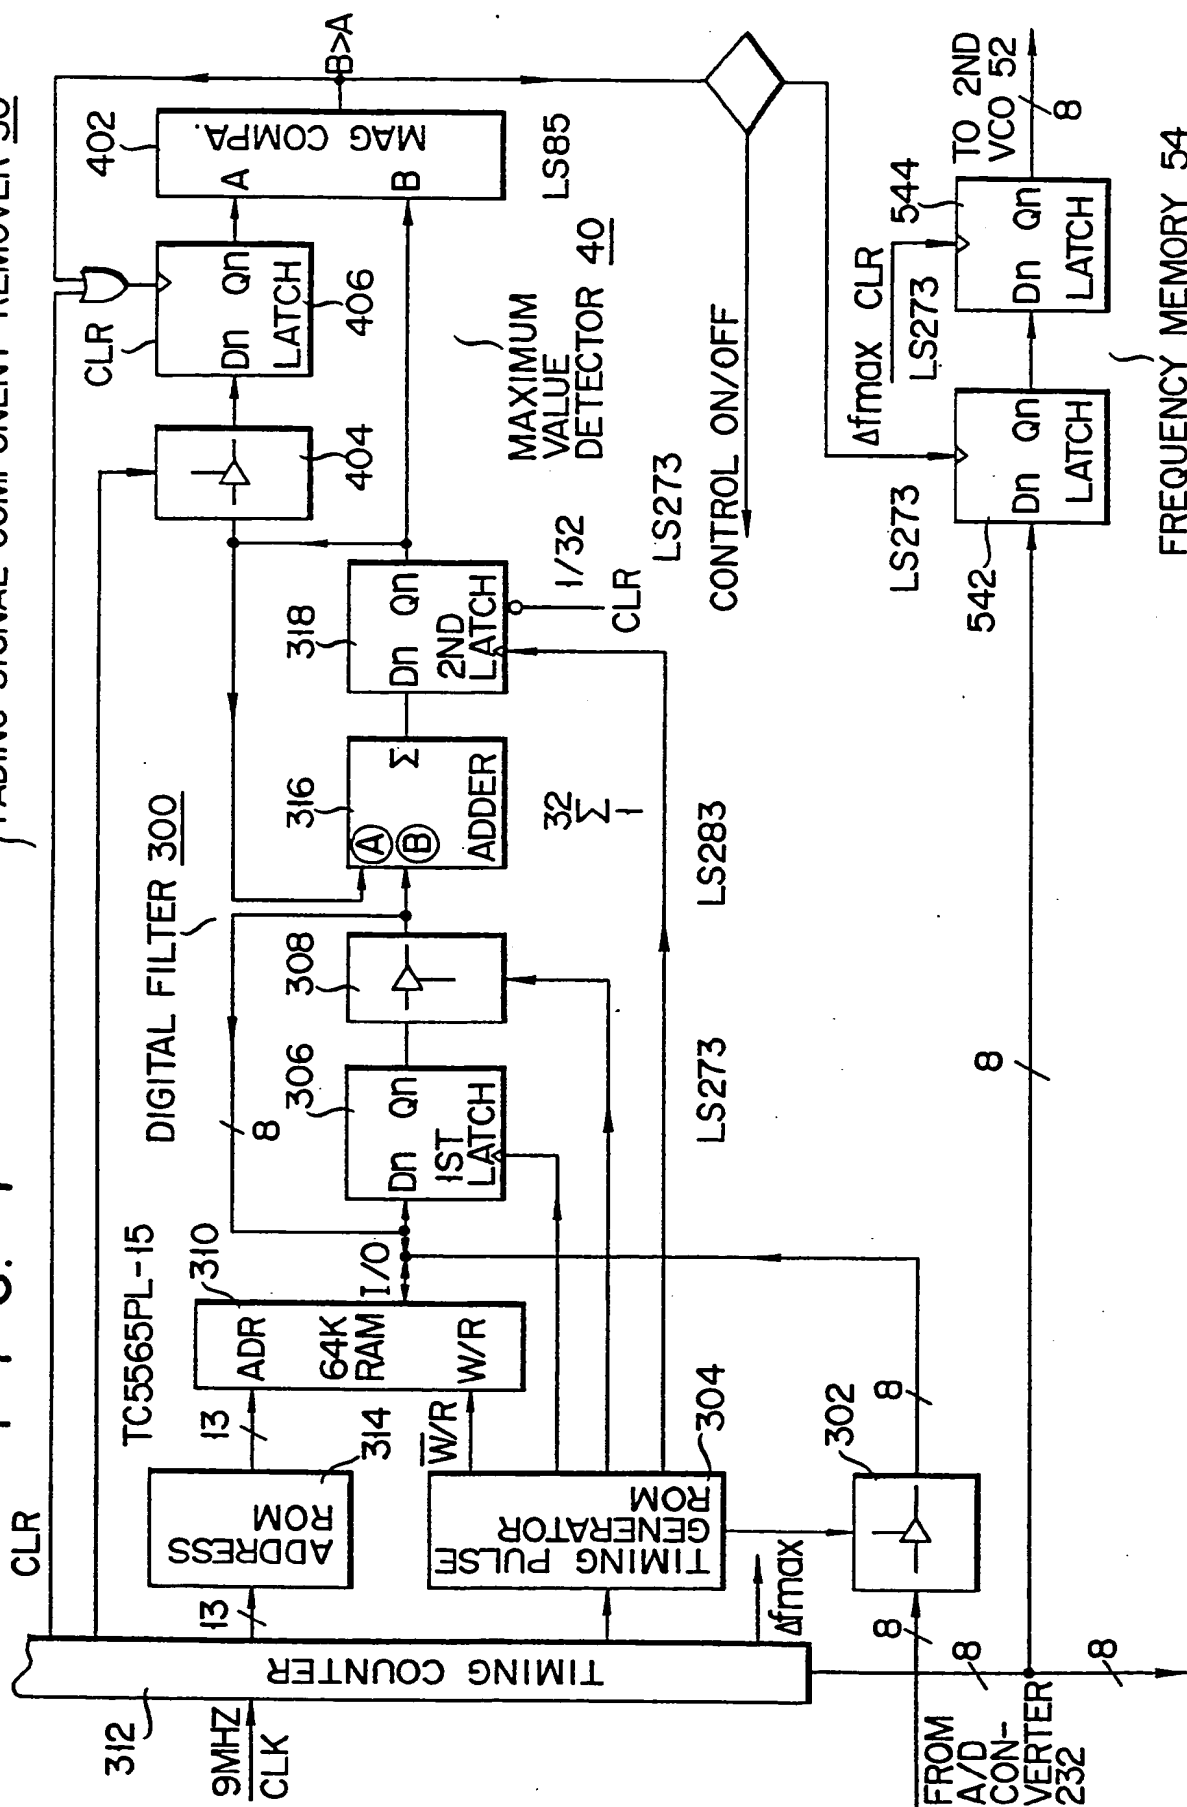 FIG. 7
FADING SIGNAL COMPONENT REMOVER 30
CLR
TIMING COUNTER
312
9MHZ
CLK
13
ADDRESS
ROM
314
13
TC5565PL-15
310
ADR
64K
RAM
W/R
I/O
W/R
TIMING PULSE
GENERATOR
ROM
304
Δfmax
302
8
8
FROM
A/D
CON-
VERTER
232
8
8
DIGITAL FILTER 300
8
306
Dn Qn
1ST
LATCH
308
LS273
316
A
B
Σ
ADDER
32
Σ
1
LS283
318
Dn Qn
2ND
LATCH
1/32
CLR
LS273
404
CLR
Dn Qn
LATCH
406
402
A
B
MAG COMPA.
LS85
B>A
MAXIMUM
VALUE
DETECTOR 40
CONTROL ON/OFF
8
LS273
542
Dn Qn
LATCH
Δfmax CLR
LS273
544
Dn Qn
LATCH
TO 2ND
VCO 52
8
FREQUENCY MEMORY 54